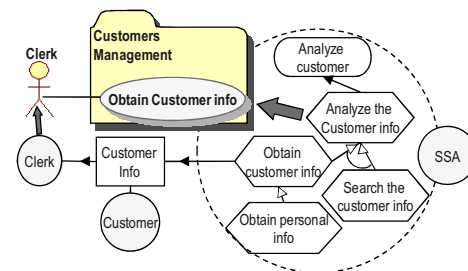 Customers
Management
Analyze
customer
Clerk
Obtain Customer info
Analyze the
Customer info
Clerk
Customer
Info
Obtain
customer info
SSA
Search the
customer info
Customer
Obtain personal
info